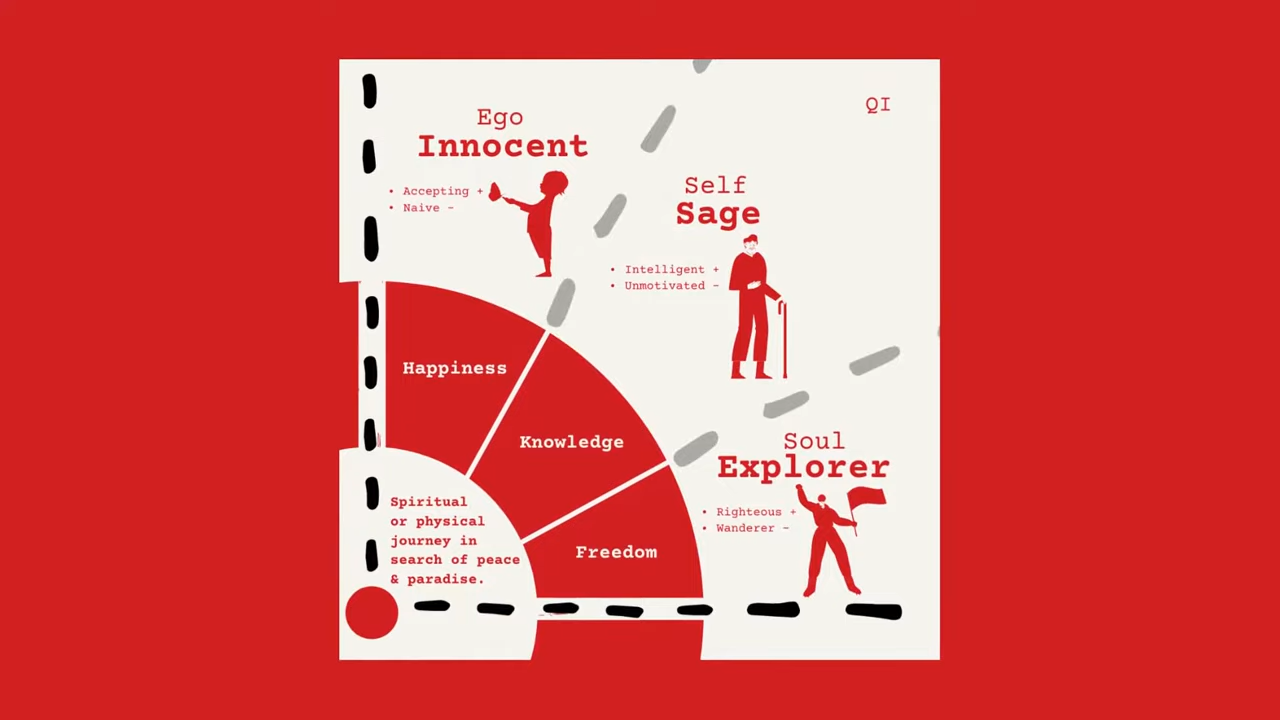 QI
Ego
Innocent
• Accepting +
• Naive -
Self
Sage
• Intelligent +
• Unmotivated -
Soul
Explorer
• Righteous +
• Wanderer -
Happiness
Knowledge
Freedom
Spiritual
or physical
journey in
search of peace
& paradise.